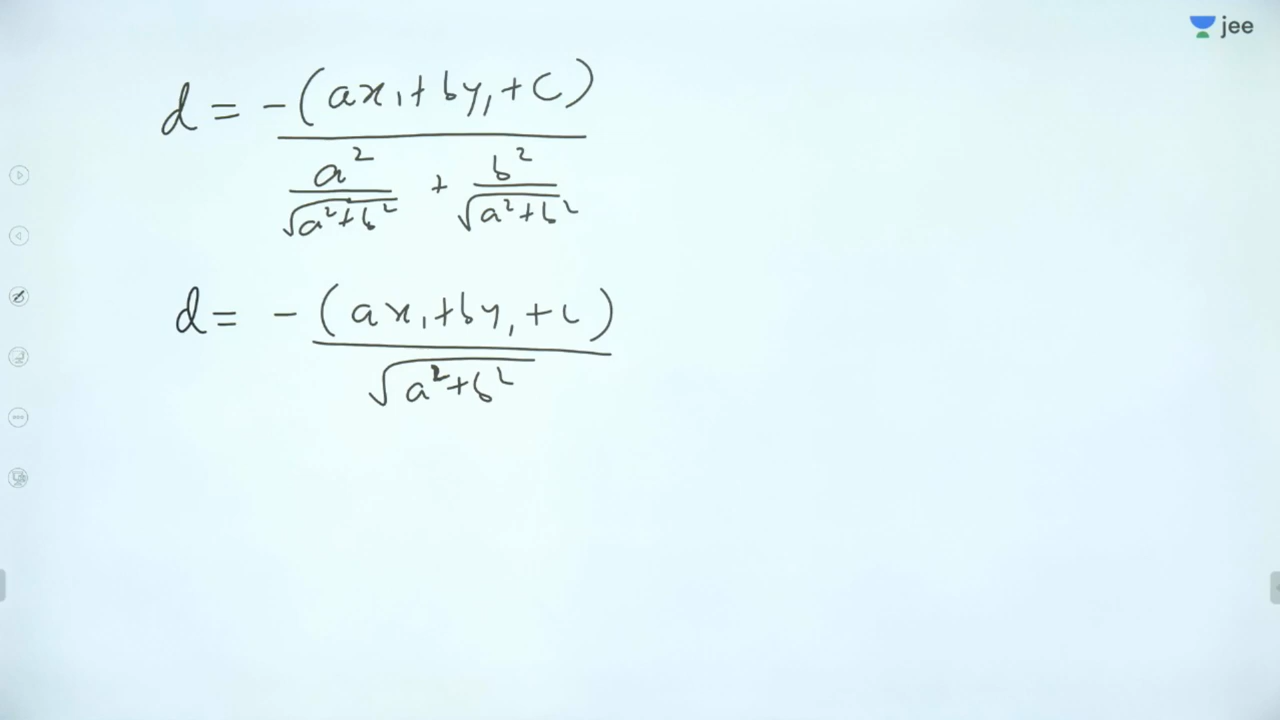 jee
d = -(ax₁+by₁+c) / (a²/√(a²+b²) + b²/√(a²+b²))
d = -(ax₁+by₁+c) / √(a²+b²)